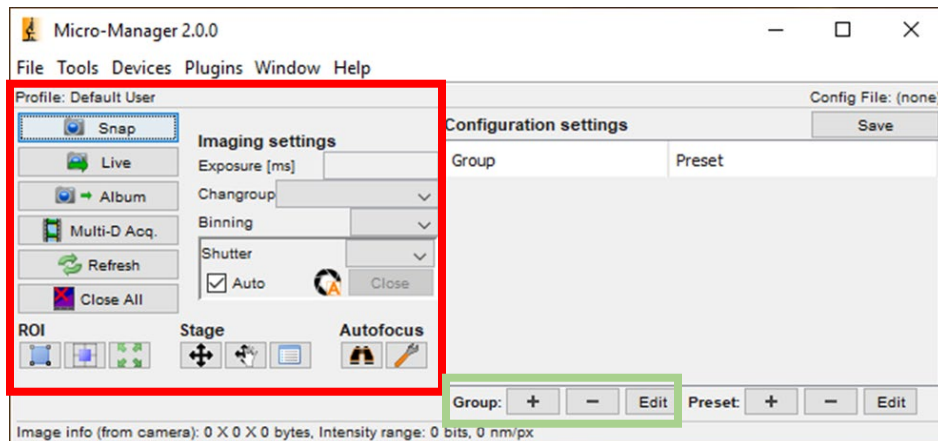 Micro-Manager 2.0.0
File Tools Devices Plugins Window Help
Profile: Default User
Config File: (none)
Snap
Live
Album
Multi-D Acq.
Refresh
Close All
Imaging settings
Exposure [ms]
Changroup
Binning
Shutter
Auto
Close
ROI
Stage
Autofocus
Configuration settings
Save
Group Preset
Group: + - Edit Preset: + - Edit
Image info (from camera): 0 X 0 X 0 bytes, Intensity range: 0 bits, 0 nm/px